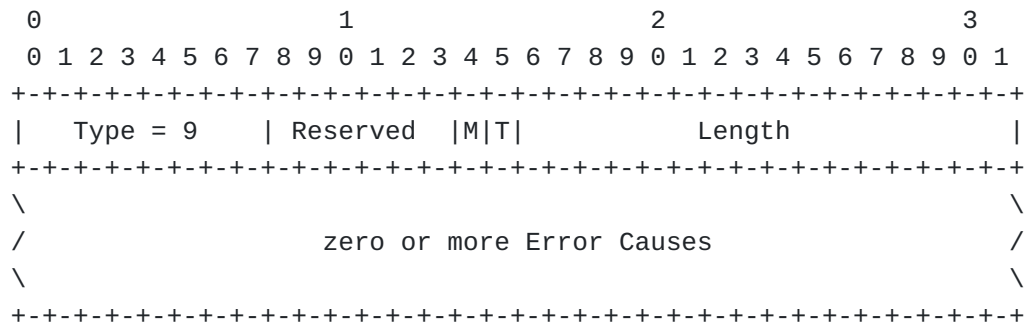 0                   1                   2                   3
 0 1 2 3 4 5 6 7 8 9 0 1 2 3 4 5 6 7 8 9 0 1 2 3 4 5 6 7 8 9 0 1
+-+-+-+-+-+-+-+-+-+-+-+-+-+-+-+-+-+-+-+-+-+-+-+-+-+-+-+-+-+-+-+-+
|   Type = 9    | Reserved  |M|T|           Length              |
+-+-+-+-+-+-+-+-+-+-+-+-+-+-+-+-+-+-+-+-+-+-+-+-+-+-+-+-+-+-+-+-+
\                                                               \
/                   zero or more Error Causes                   /
\                                                               \
+-+-+-+-+-+-+-+-+-+-+-+-+-+-+-+-+-+-+-+-+-+-+-+-+-+-+-+-+-+-+-+-+